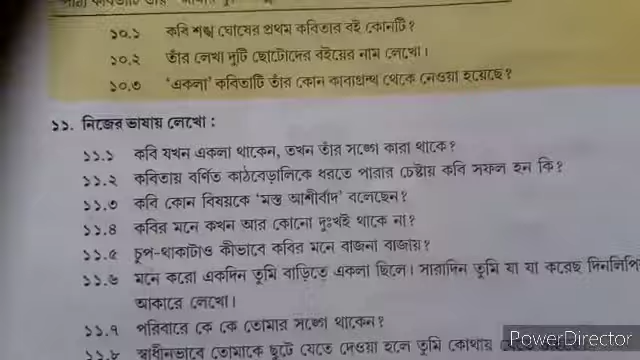 ১০.১ কবি শঙ্খ ঘোষের প্রথম কবিতার বই কোনটি?
১০.২ তাঁর লেখা দুটি ছোটোদের বইয়ের নাম লেখো।
১০.৩ 'একলা' কবিতাটি তাঁর কোন কাব্যগ্রন্থ থেকে নেওয়া হয়েছে?
১১. নিজের ভাষায় লেখো :
১১.১ কবি যখন একলা থাকেন, তখন তাঁর সঙ্গে কারা থাকে?
১১.২ কবিতায় বর্ণিত কাঠবেড়ালিকে ধরতে পারার চেষ্টায় কবি সফল হন কি?
১১.৩ কবি কোন বিষয়কে 'মস্ত আশীর্বাদ' বলেছেন?
১১.৪ কবির মনে কখন আর কোনো দুঃখই থাকে না?
১১.৫ চুপ-থাকাটাও কীভাবে কবির মনে বাজনা বাজায়?
১১.৬ মনে করো একদিন তুমি বাড়িতে একলা ছিলে। সারাদিন তুমি যা যা করেছ দিনলিপি
আকারে লেখো।
১১.৭ পরিবারে কে কে তোমার সঙ্গে থাকেন?
১১.৮ স্বাধীনভাবে তোমাকে ছুটে যেতে দেওয়া হলে তুমি কোথায়
PowerDirector